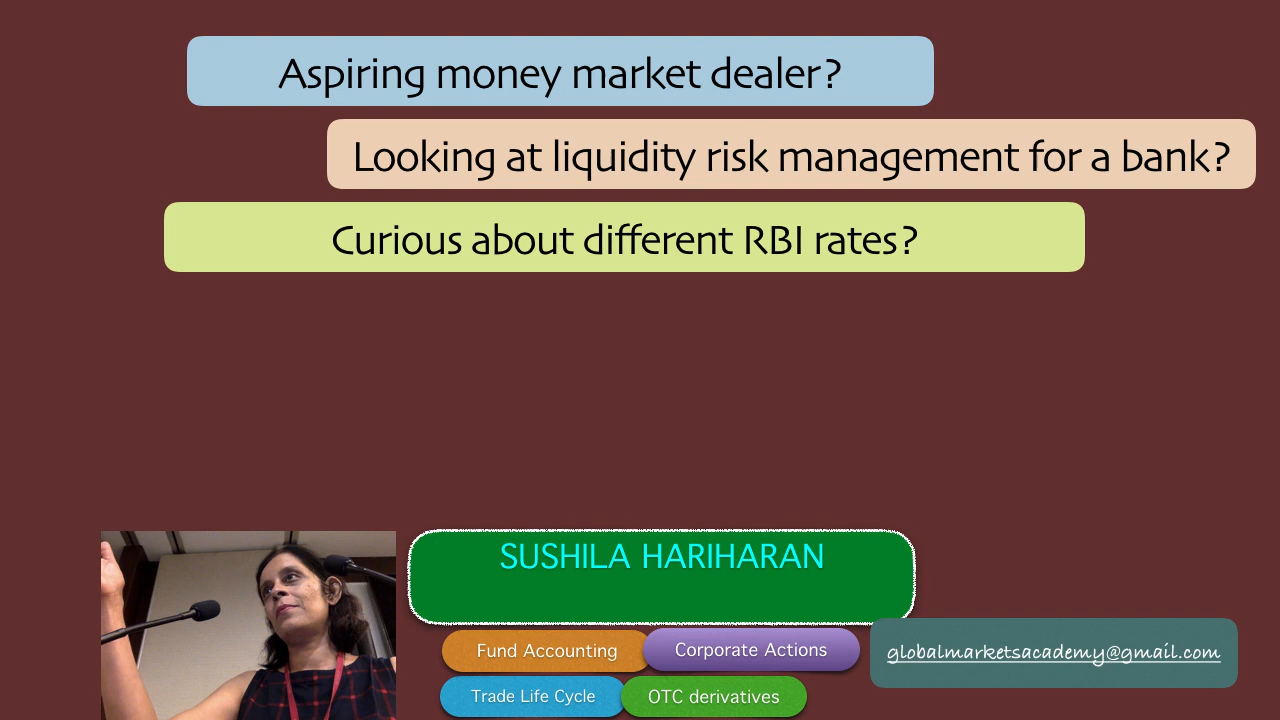 Aspiring money market dealer?
Looking at liquidity risk management for a bank?
Curious about different RBI rates?
SUSHILA HARIHARAN
Fund Accounting
Corporate Actions
globalmarketsacademy@gmail.com
Trade Life Cycle
OTC derivatives